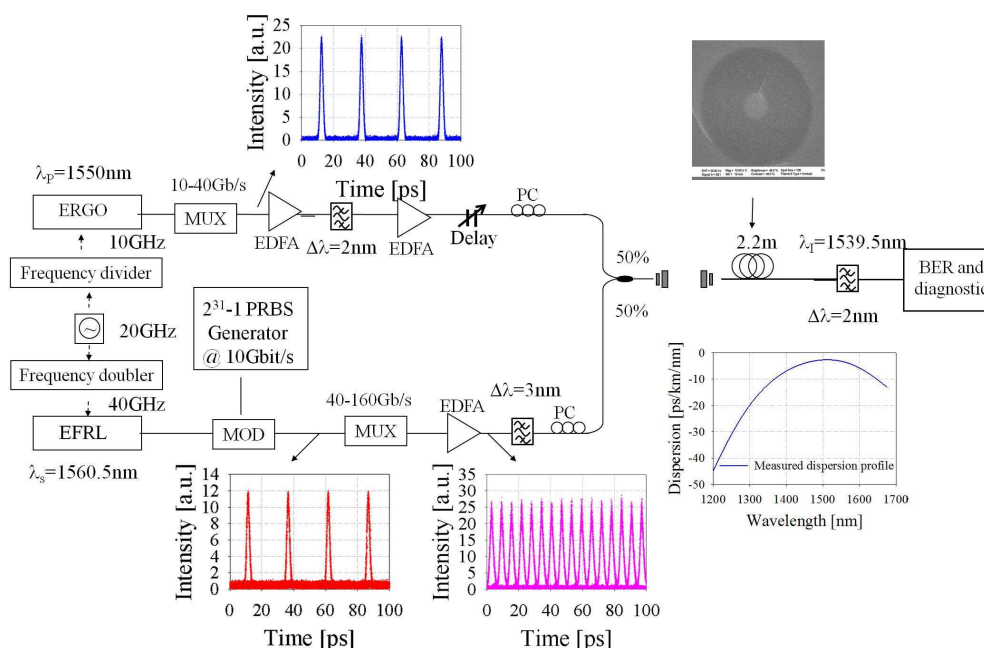 Intensity [a.u.]
25
20
15
10
5
0
0 20 40 60 80 100
Time [ps]
λP=1550nm
ERGO
10-40Gb/s
MUX
EDFA
Δλ=2nm
EDFA
Delay
PC
10GHz
Frequency divider
20GHz
Frequency doubler
40GHz
EFRL
λs=1560.5nm
2³¹-1 PRBS
Generator
@ 10Gbit/s
MOD
40-160Gb/s
MUX
EDFA
Δλ=3nm
PC
50%
50%
2.2m
λI=1539.5nm
Δλ=2nm
BER and
diagnostic
Intensity [a.u.]
12
10
8
6
4
2
0
0 20 40 60 80 100
Time [ps]
Intensity [a.u.]
35
30
25
20
15
10
5
0
0 20 40 60 80 100
Time [ps]
Dispersion [ps/km/nm]
0
-10
-20
-30
-40
-50
Measured dispersion profile
1200 1300 1400 1500 1600 1700
Wavelength [nm]